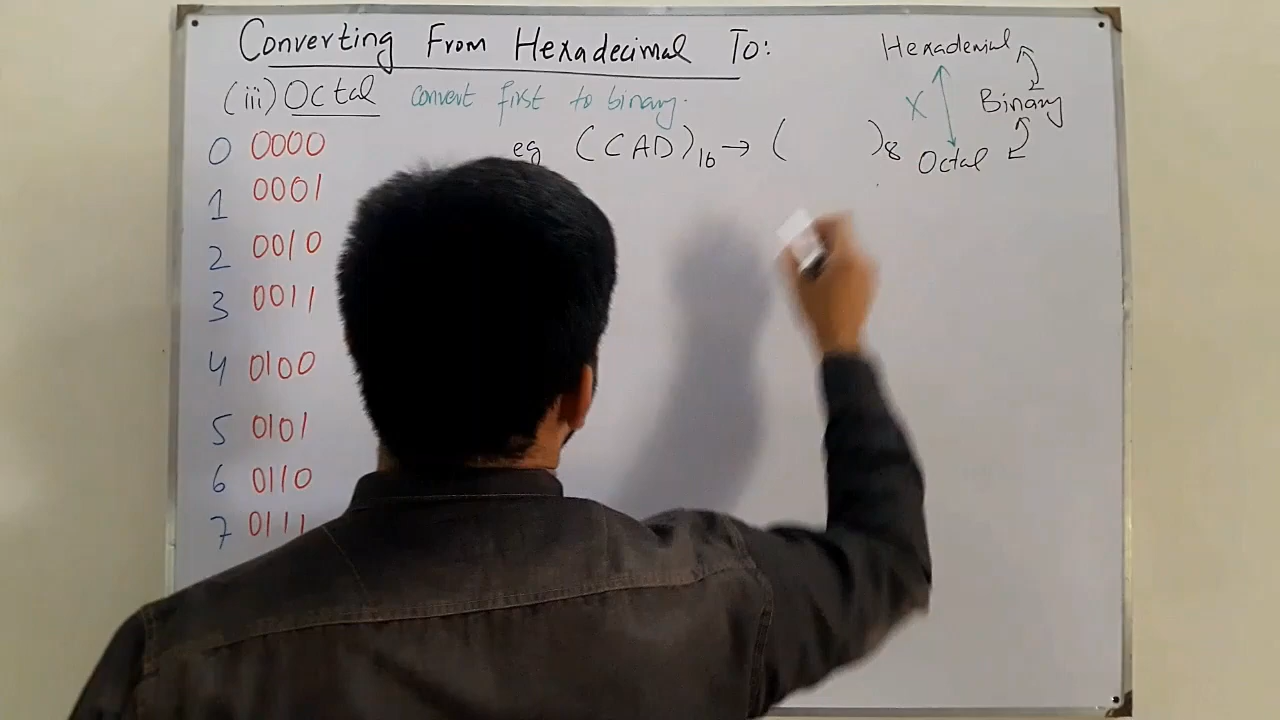 Converting From Hexadecimal To:
(iii) Octal convert first to binary.
eg (CAD)16 → ( )8
0 0000
1 0001
2 0010
3 0011
4 0100
5 0101
6 0110
7 0111
Hexadecimal
X Binary
Octal